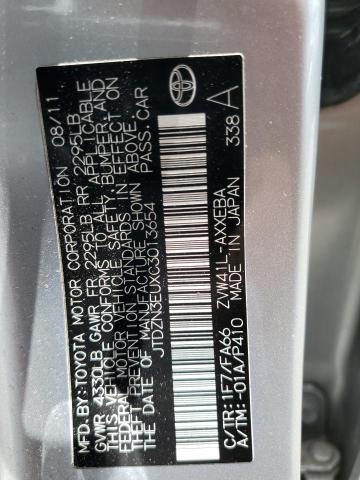 MFD.BY:TOYOTA MOTOR CORPORATION 08/11
GVWR 4330LB GAWR FR 2295LB RR 2295LB
THIS VEHICLE CONFORMS TO ALL APPLICABLE
FEDERAL MOTOR VEHICLE SAFETY, BUMPER, AND
THEFT PREVENTION STANDARDS IN EFFECT ON
THE DATE OF MANUFACTURE SHOWN ABOVE.
JTDZN3EUXC3013654 PASS.CAR
ZVW41L -AXXEBA 338 A
C/TR:1F7/FA66
A/TM:-01A/P410 MADE IN JAPAN